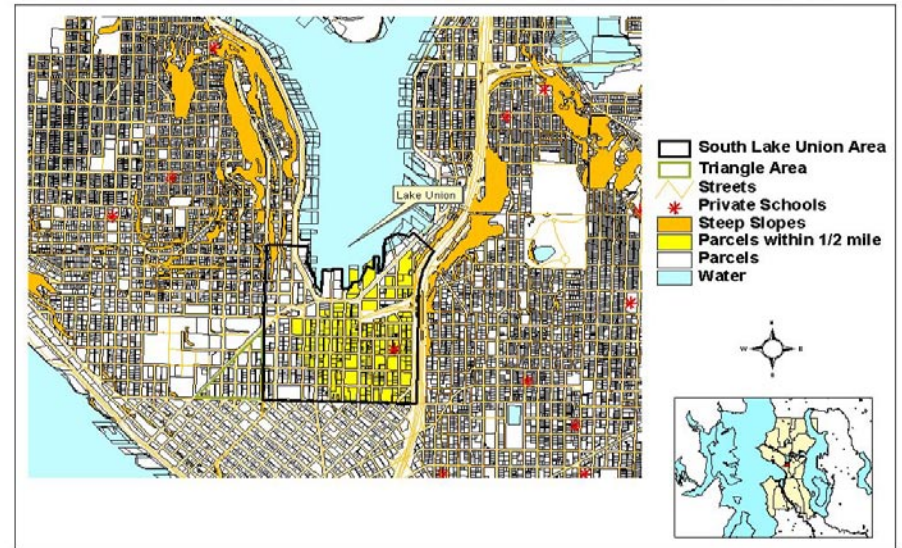 Lake Union
South Lake Union Area
Triangle Area
Streets
Private Schools
Steep Slopes
Parcels within 1/2 mile
Parcels
Water
W
E